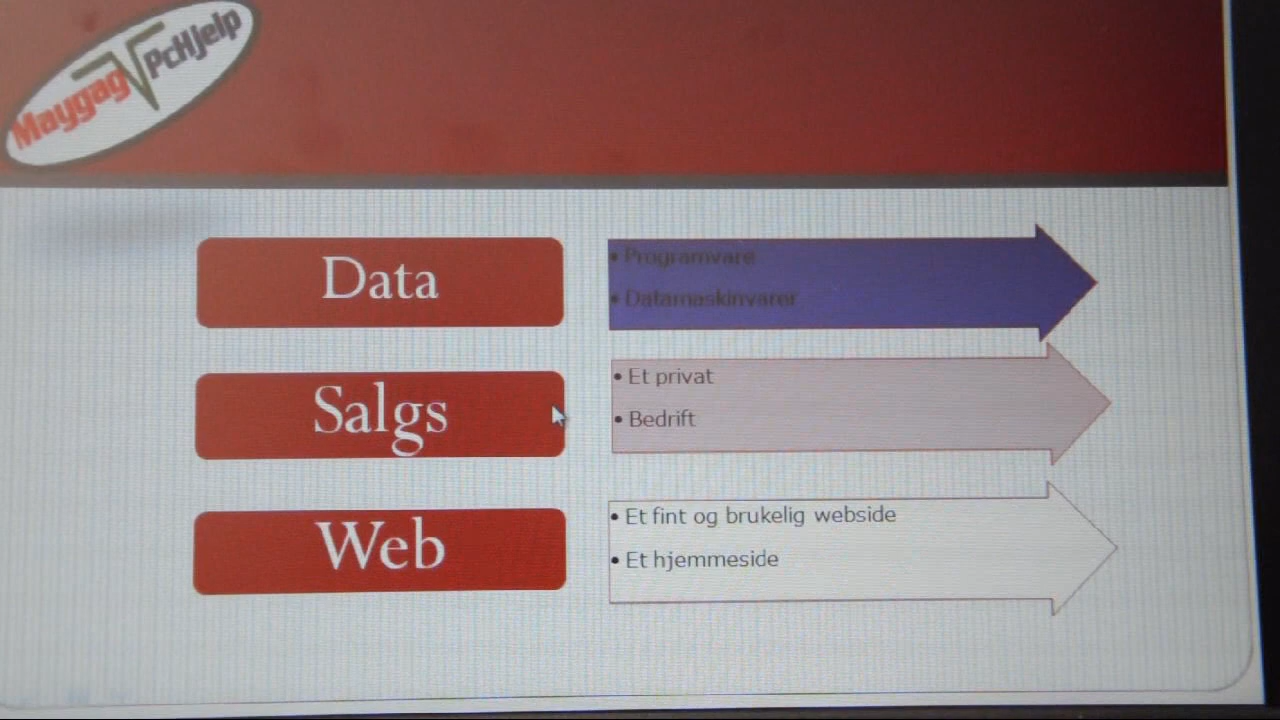 Maygag PcHjelp
Data
• Programvare
• Datamaskinvarer
Salgs
• Et privat
• Bedrift
Web
• Et fint og brukelig webside
• Et hjemmeside